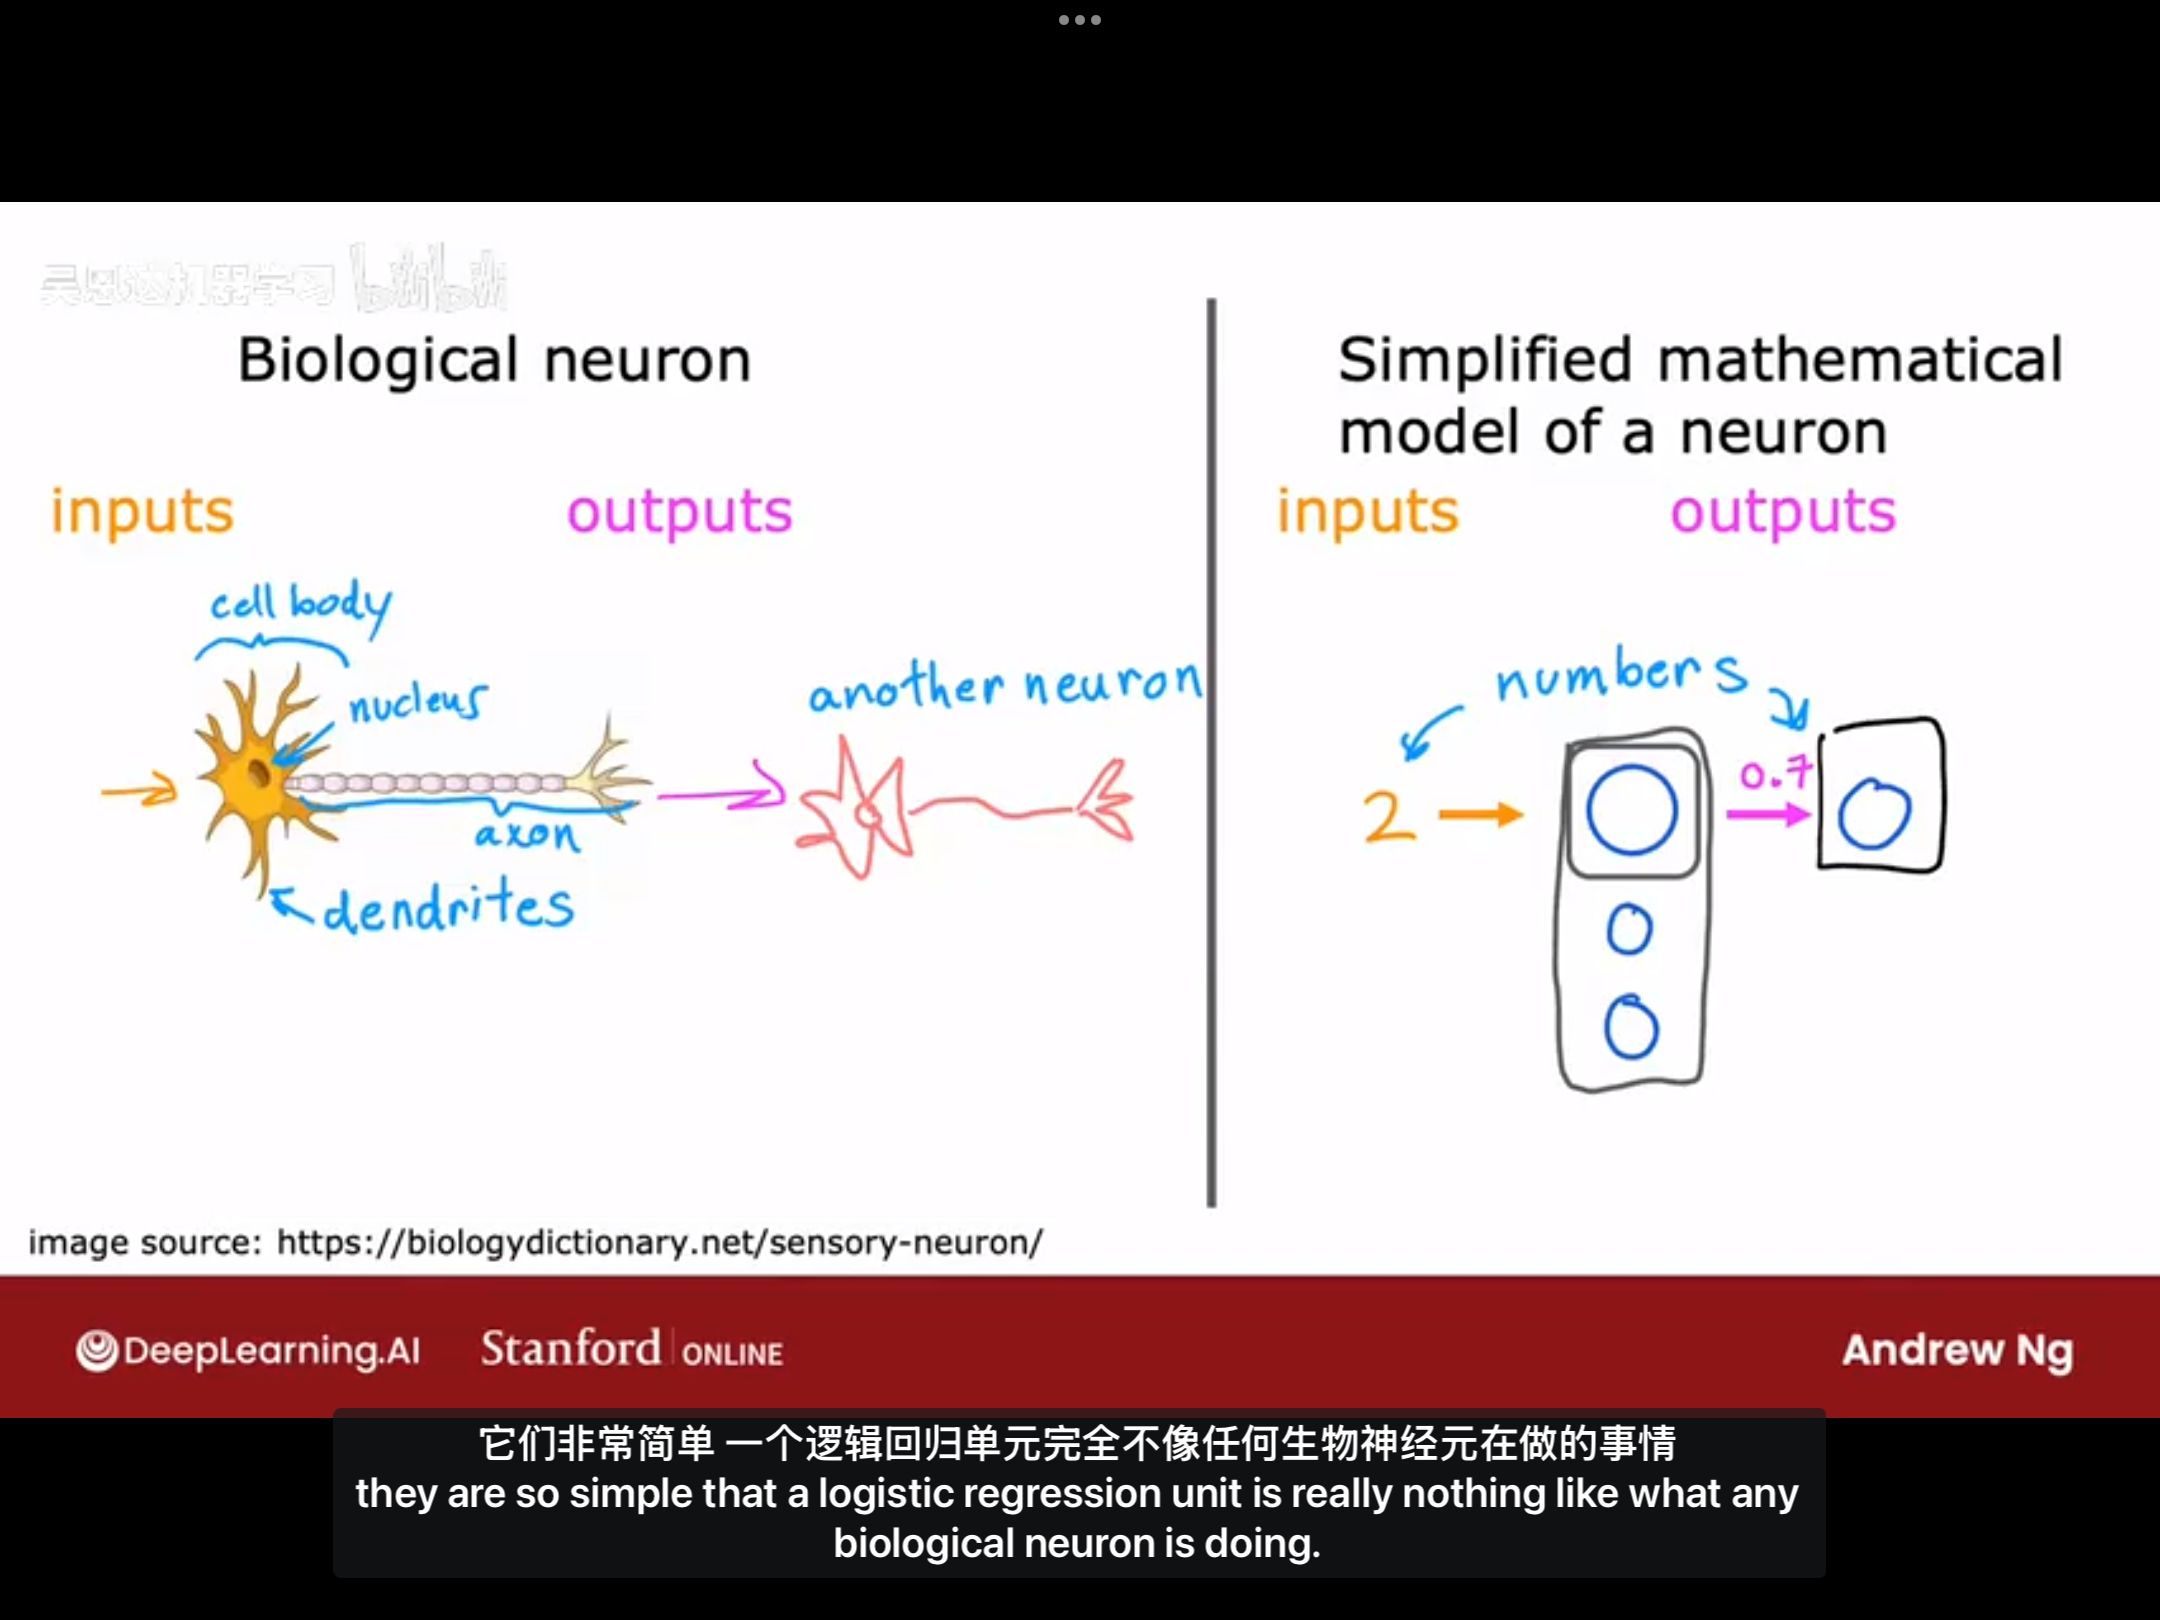 吴恩达机器学习 bilibili
Biological neuron
inputs
outputs
cell body
nucleus
axon
dendrites
another neuron
Simplified mathematical
model of a neuron
inputs
outputs
numbers
2
0.7
image source: https://biologydictionary.net/sensory-neuron/
DeepLearning.AI
Stanford ONLINE
Andrew Ng
它们非常简单 一个逻辑回归单元完全不像任何生物神经元在做的事情
they are so simple that a logistic regression unit is really nothing like what any
biological neuron is doing.